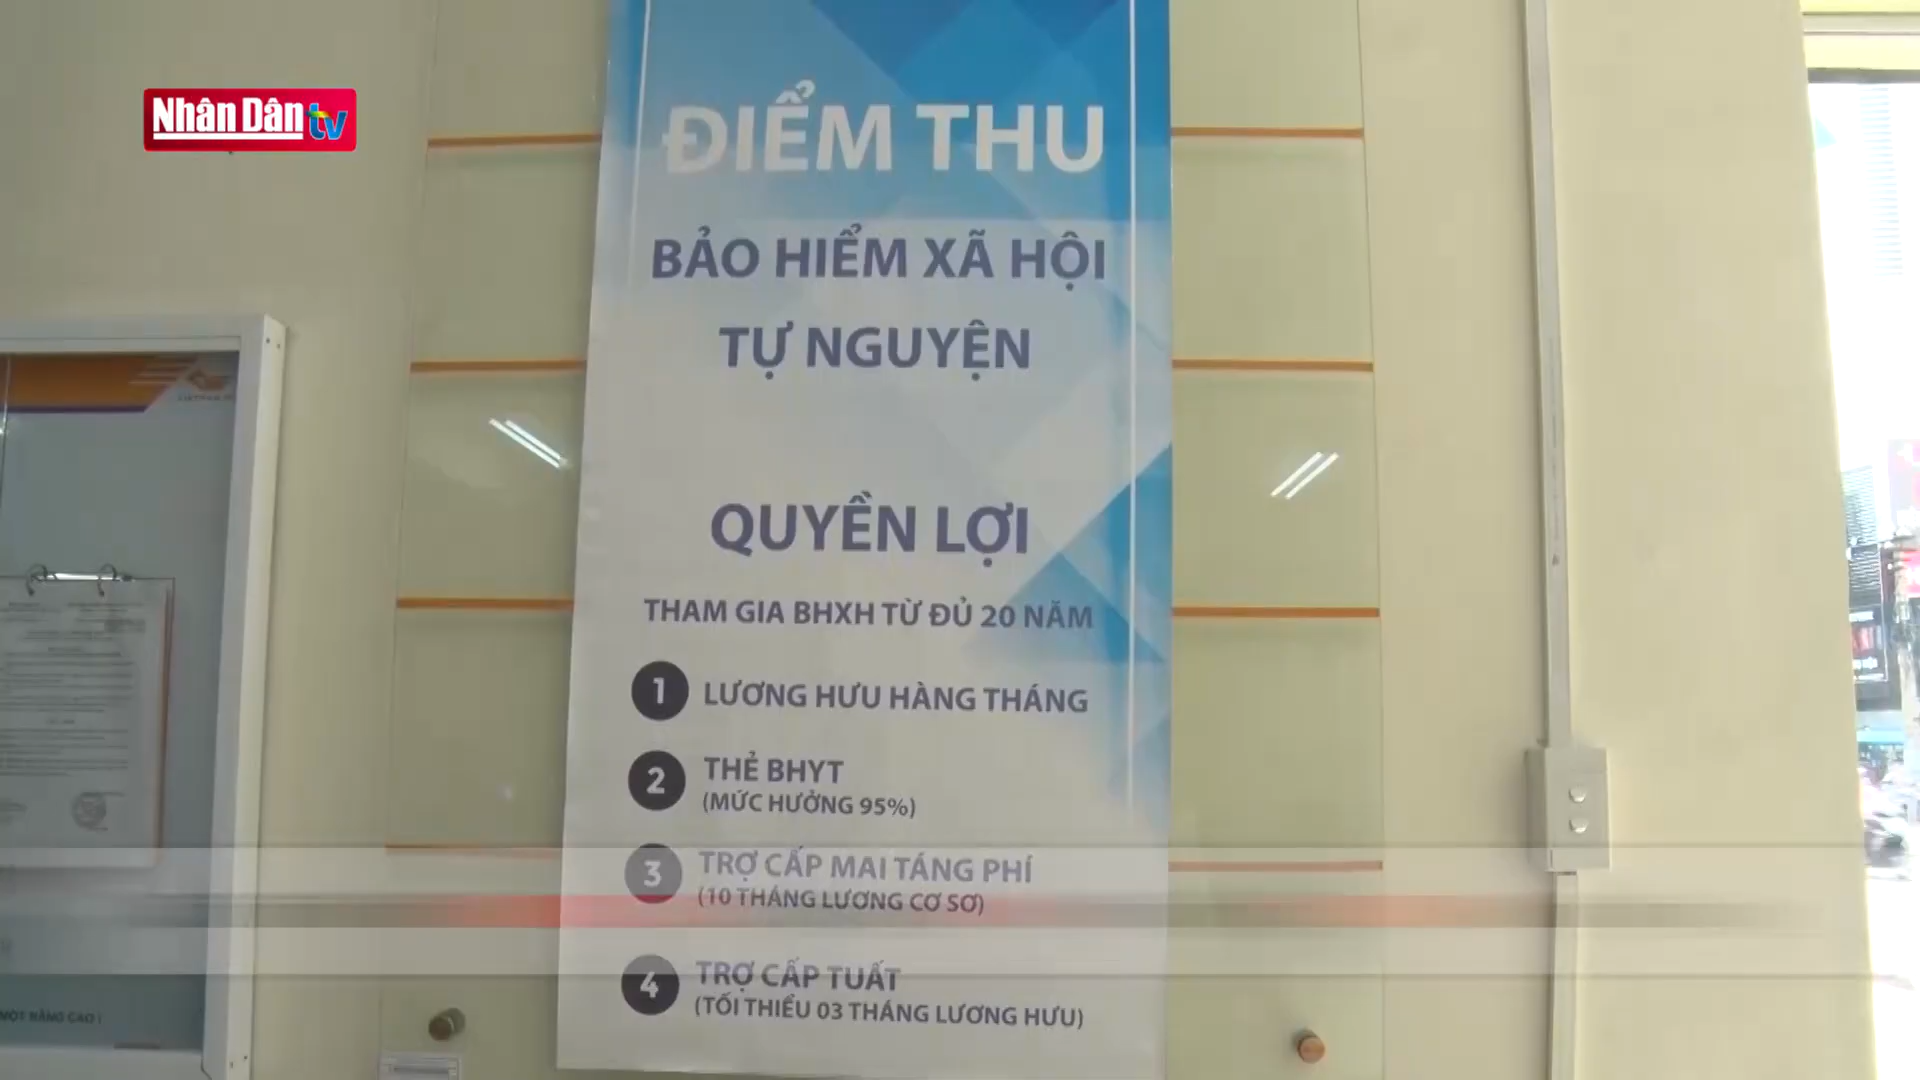 Nhân Dân tv
ĐIỂM THU
BẢO HIỂM XÃ HỘI
TỰ NGUYỆN
QUYỀN LỢI
THAM GIA BHXH TỪ ĐỦ 20 NĂM
1 LƯƠNG HƯU HÀNG THÁNG
2 THẺ BHYT
(MỨC HƯỞNG 95%)
3 TRỢ CẤP MAI TÁNG PHÍ
(10 THÁNG LƯƠNG CƠ SƠ)
4 TRỢ CẤP TUẤT
(TỐI THIỂU 03 THÁNG LƯƠNG HƯU)